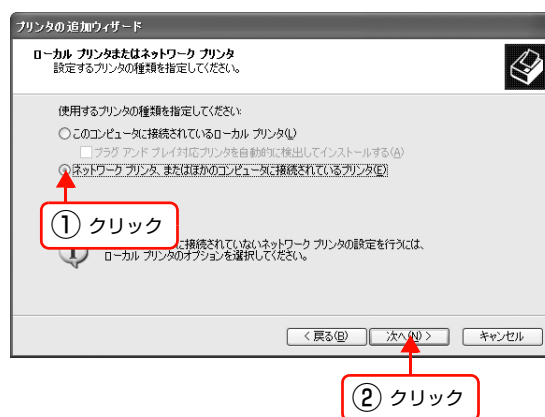 プリンタの追加ウィザード
ローカル プリンタまたはネットワーク プリンタ
設定するプリンタの種類を指定してください。
使用するプリンタの種類を指定してください:
このコンピュータに接続されているローカル プリンタ(L)
プラグ アンド プレイ対応プリンタを自動的に検出してインストールする(A)
ネットワーク プリンタ、またはほかのコンピュータに接続されているプリンタ(E)
① クリック
に接続されていないネットワーク プリンタの設定を行うには、
ローカル プリンタのオプションを選択してください。
< 戻る(B) 次へ(N) > キャンセル
② クリック